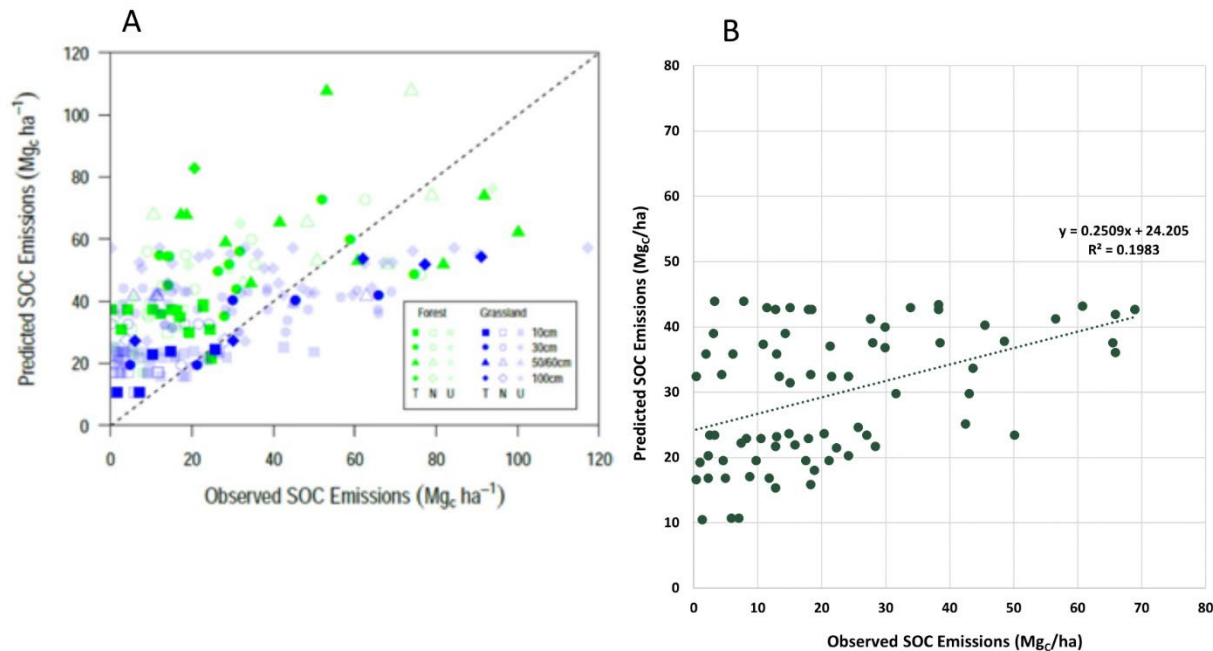 A
120
100
80
60
40
20
0
Predicted SOC Emissions (Mgc ha⁻¹)
0 20 40 60 80 100 120
Observed SOC Emissions (Mgc ha⁻¹)
Forest Grassland
10cm
30cm
50/60cm
100cm
T N U T N U
B
80
70
60
50
40
30
20
10
0
Predicted SOC Emissions (Mgc/ha)
y = 0.2509x + 24.205
R² = 0.1983
0 10 20 30 40 50 60 70 80
Observed SOC Emissions (Mgc/ha)